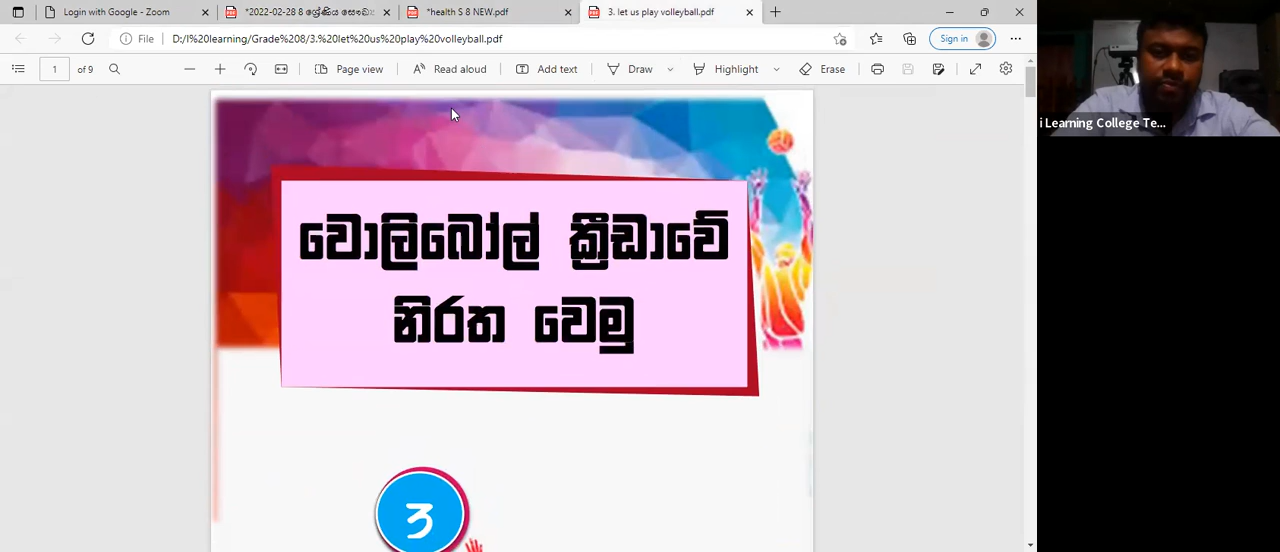 Login with Google - Zoom
*2022-02-28 8 ශ්‍රේණිය සෞඛ්‍ය
*health S 8 NEW.pdf
3. let us play volleyball.pdf
File
D:/I%20learning/Grade%208/3.%20let%20us%20play%20volleyball.pdf
Sign in
1 of 9
Page view
Read aloud
Add text
Draw
Highlight
Erase
i Learning College Te...
වොලිබෝල් ක්‍රීඩාවේ
නිරත වෙමු
3